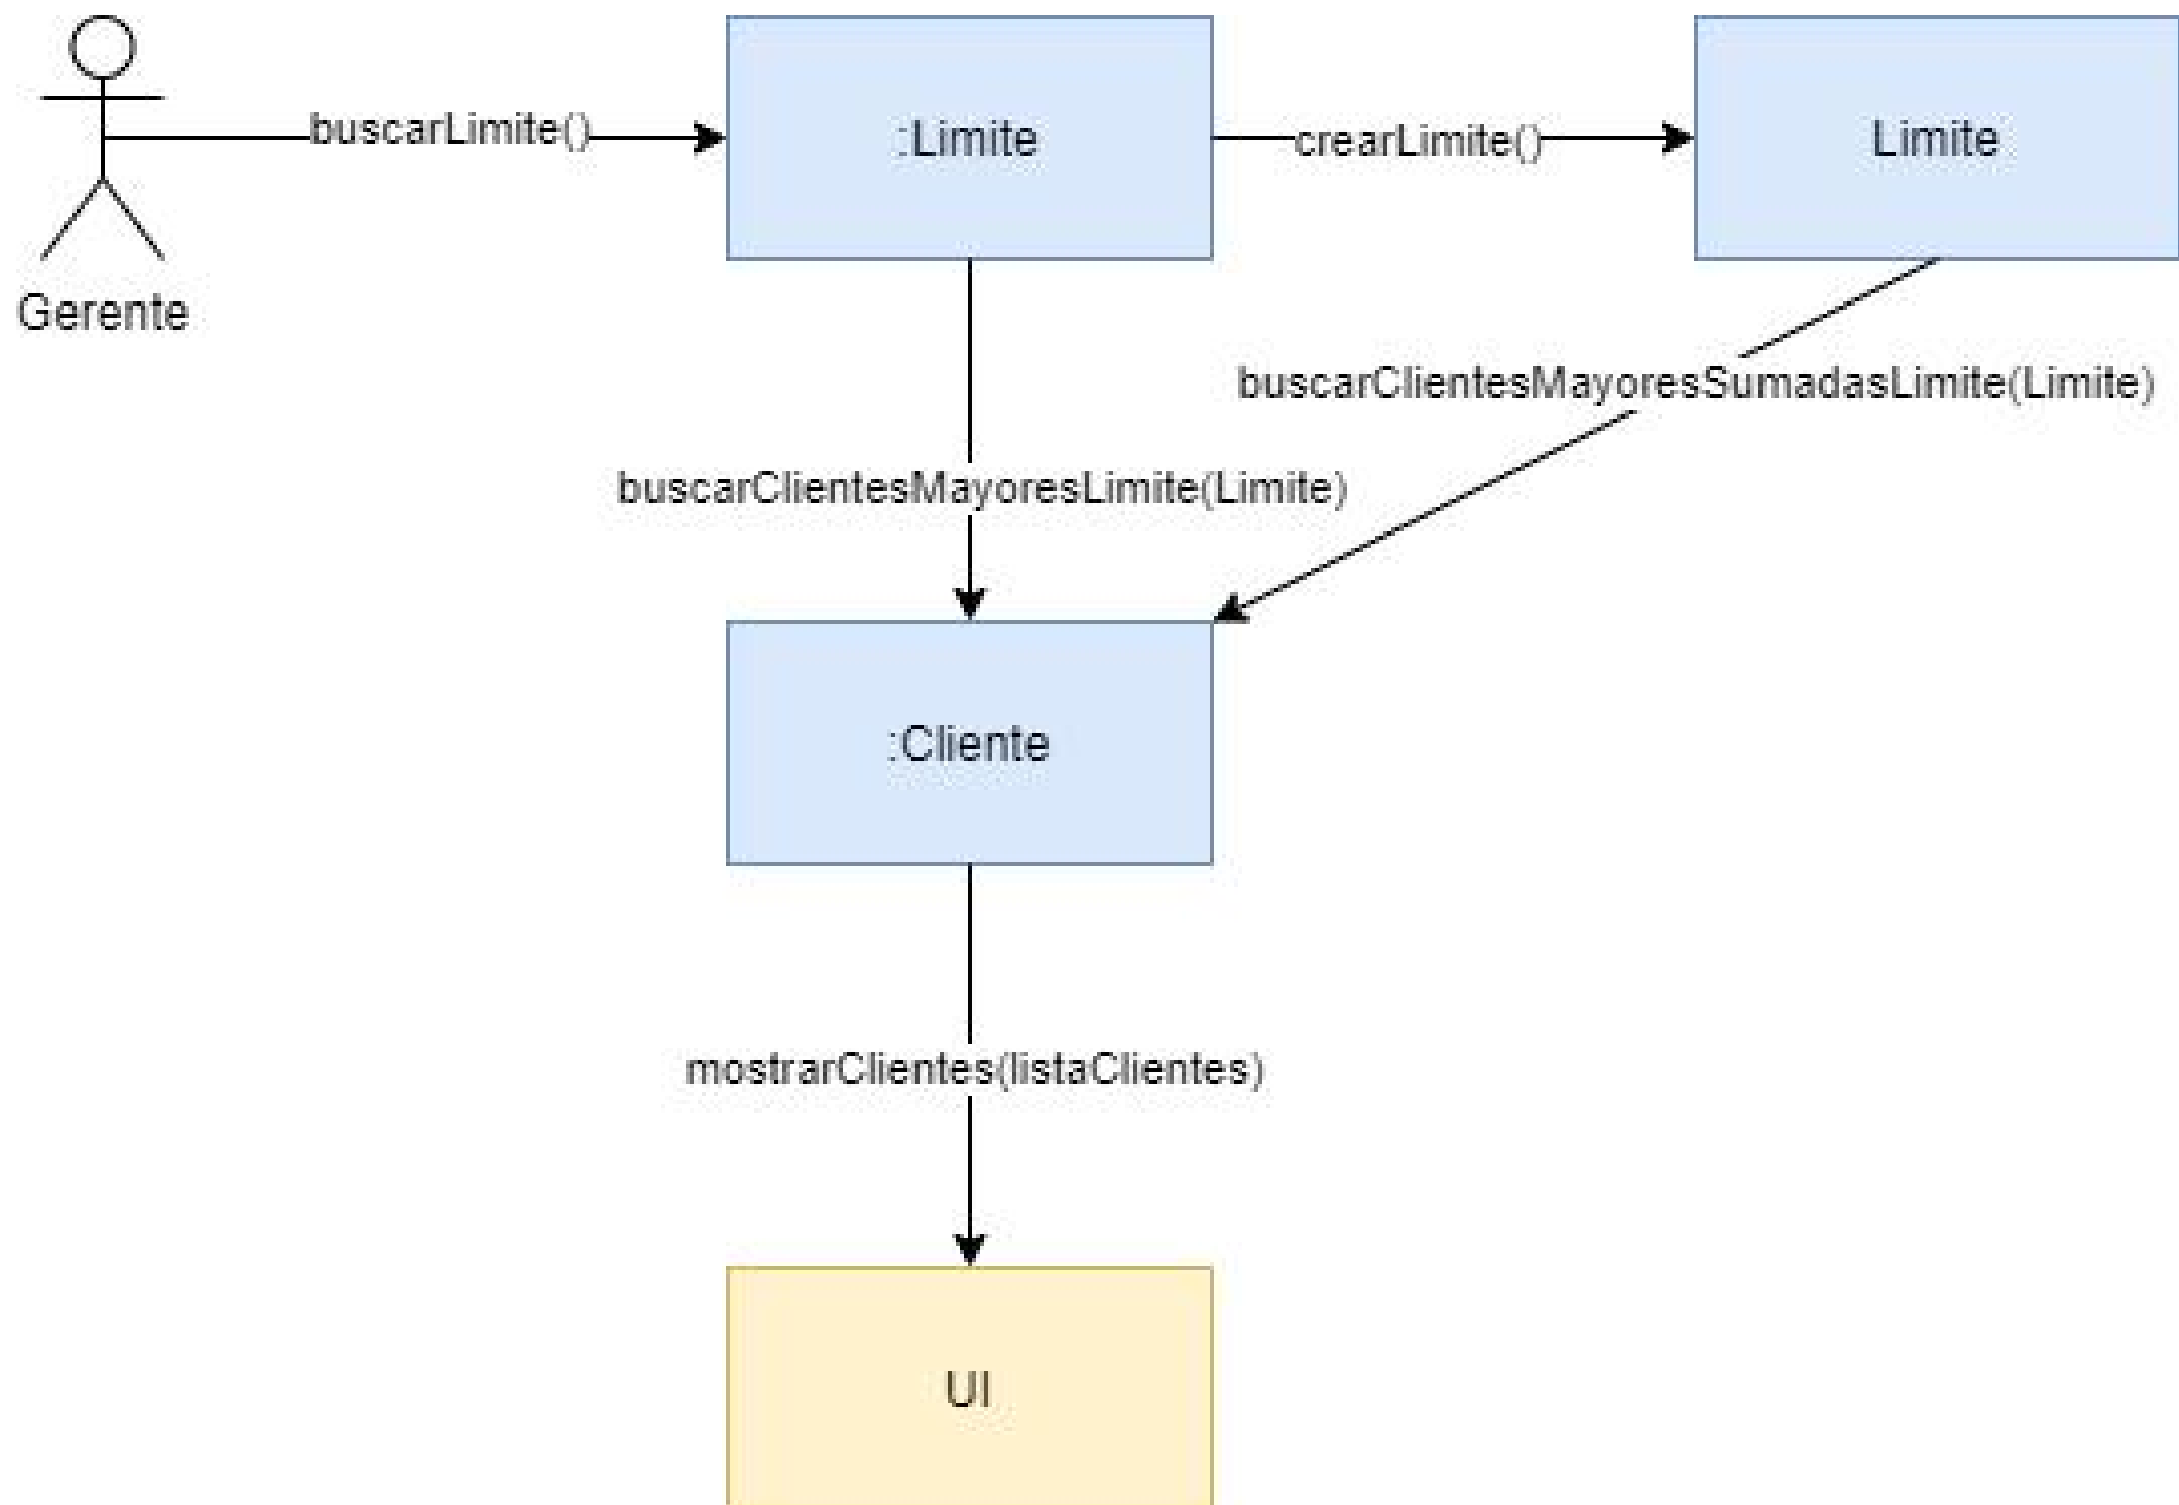 buscarLimite()
:Limite
crearLimite()
Limite
Gerente
buscarClientesMayoresSumadasLimite(Limite)
buscarClientesMayoresLimite(Limite)
:Cliente
mostrarClientes(listaClientes)
UI